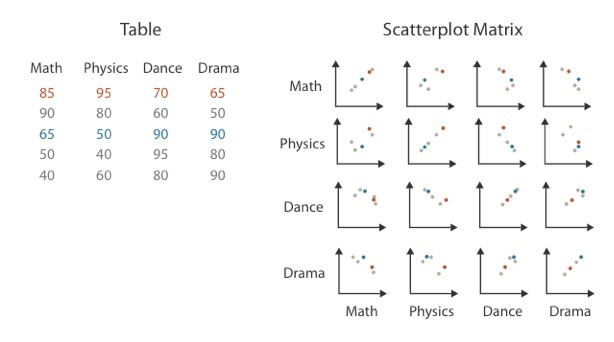 Table
Math Physics Dance Drama
85 95 70 65
90 80 60 50
65 50 90 90
50 40 95 80
40 60 80 90
Scatterplot Matrix
Math
Physics
Dance
Drama
Math Physics Dance Drama